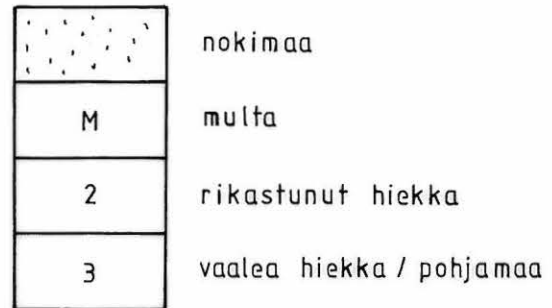 nokimaa
M multa
2 rikastunut hiekka
3 vaalea hiekka / pohjamaa